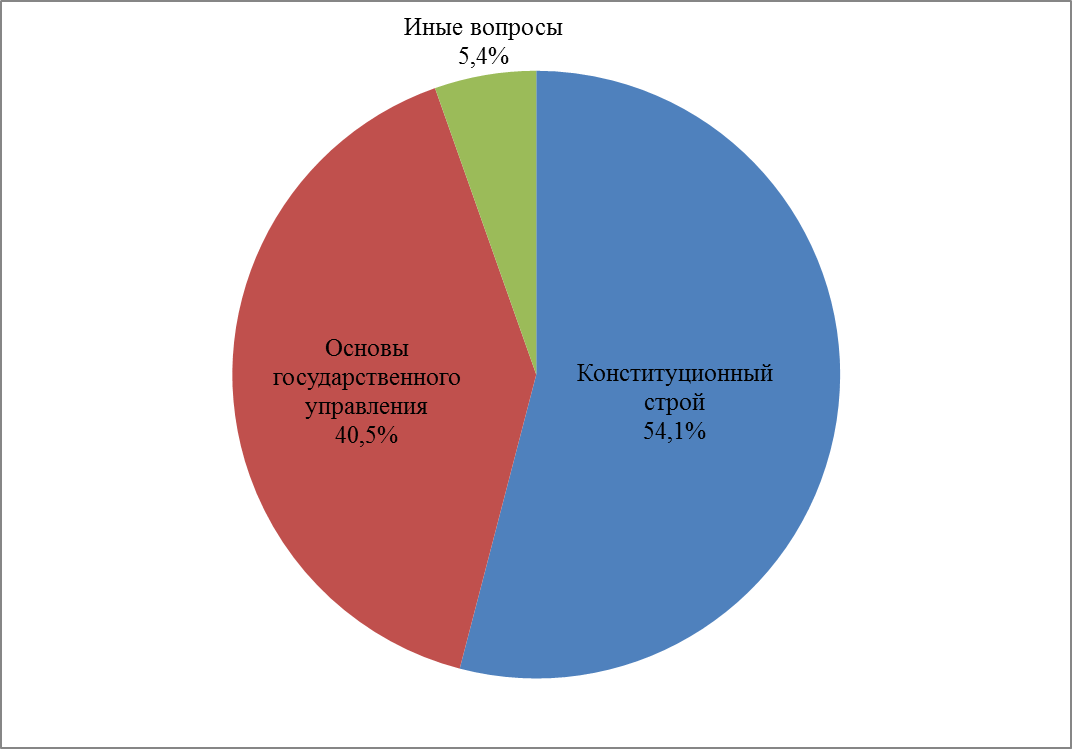 Иные вопросы
5,4%
Основы
государственного
управления
40,5%
Конституционный
строй
54,1%